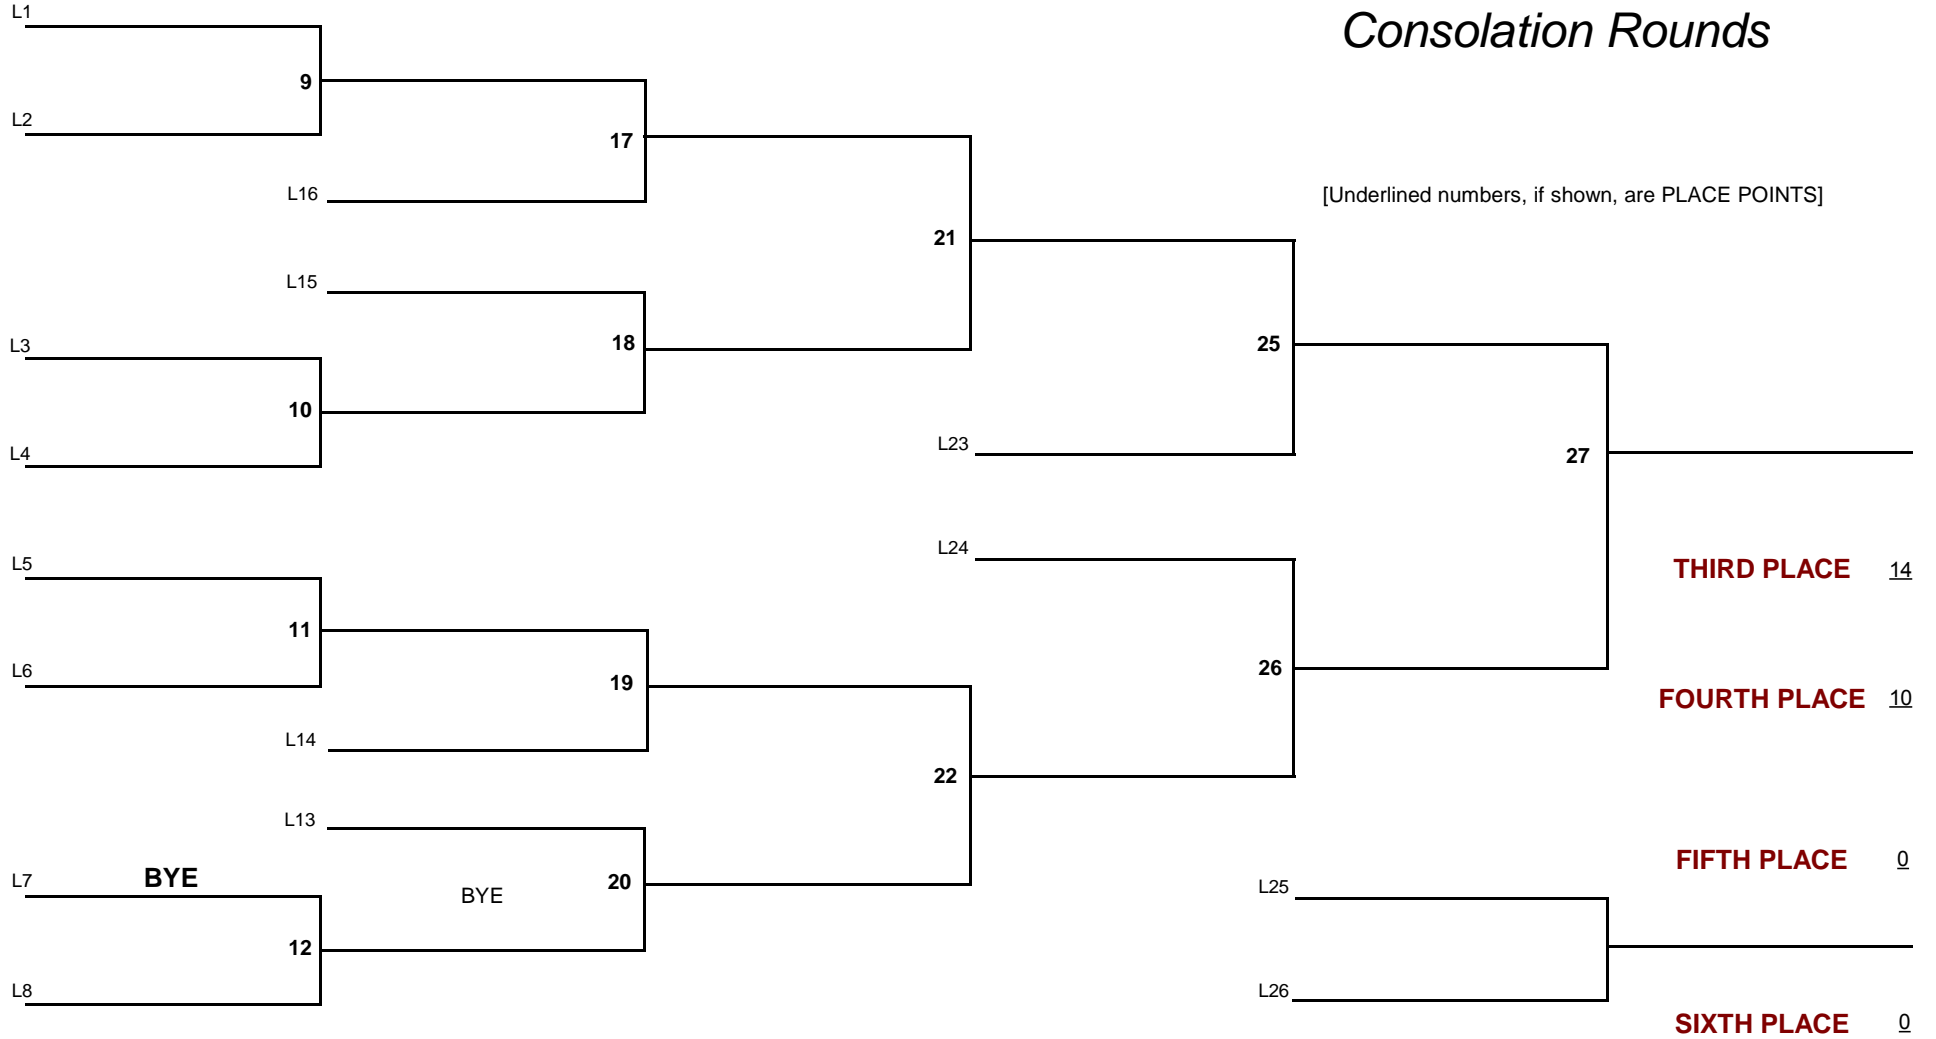 L1
Consolation Rounds
9
L2
17
L16
[Underlined numbers, if shown, are PLACE POINTS]
21
L15
L3
18
25
10
L4
L23
27
L24
L5
THIRD PLACE 14
11
L6
19
26
FOURTH PLACE 10
L14
22
L13
FIFTH PLACE 0
L7
BYE
20
L25
BYE
12
L8
L26
SIXTH PLACE 0